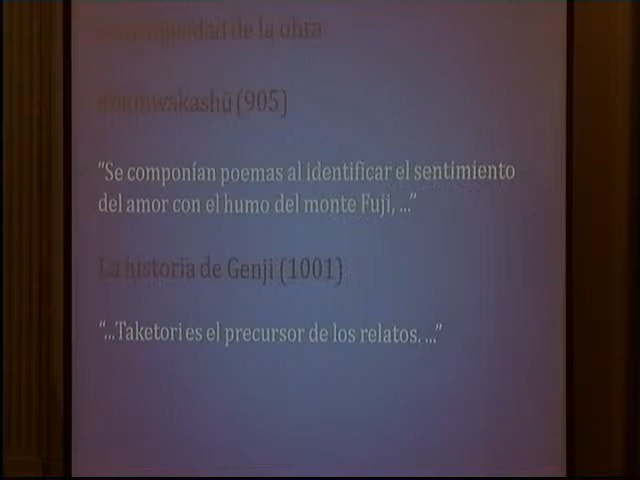 de la obra
Kokinwakashū (905)
“Se componían poemas al identificar el sentimiento
del amor con el humo del monte Fuji, ...”
La historia de Genji (1001)
“...Taketori es el precursor de los relatos. ...”